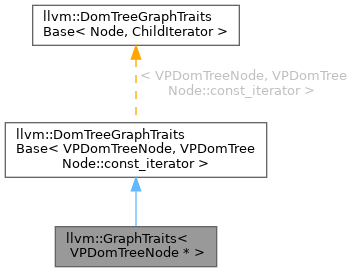 llvm::DomTreeGraphTraits
Base< Node, ChildIterator >
< VPDomTreeNode, VPDomTree
Node::const_iterator >
llvm::DomTreeGraphTraits
Base< VPDomTreeNode, VPDomTree
Node::const_iterator >
llvm::GraphTraits<
VPDomTreeNode * >